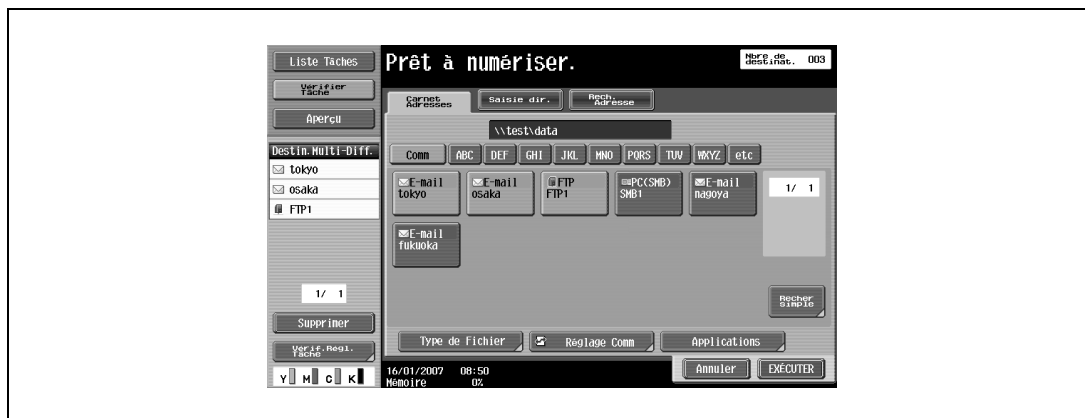 Liste Tâches
Vérifier
Tâche
Aperçu
Destin.Multi-Diff.
tokyo
osaka
FTP1
1/ 1
Supprimer
Vérif.Regl.
Tâche
Y M C K
Prêt à numériser.
Nbre de
destinat. 003
Carnet
Adresses
Saisie dir.
Rech.
Adresse
\\test\data
Comm ABC DEF GHI JKL MNO PQRS TUV WXYZ etc
E-mail
tokyo
E-mail
osaka
FTP
FTP1
PC(SMB)
SMB1
E-mail
nagoya
1/ 1
E-mail
fukuoka
Recher
simple
Type de Fichier
Réglage Comm
Applications
16/01/2007 08:50
Mémoire 0%
Annuler
EXÉCUTER